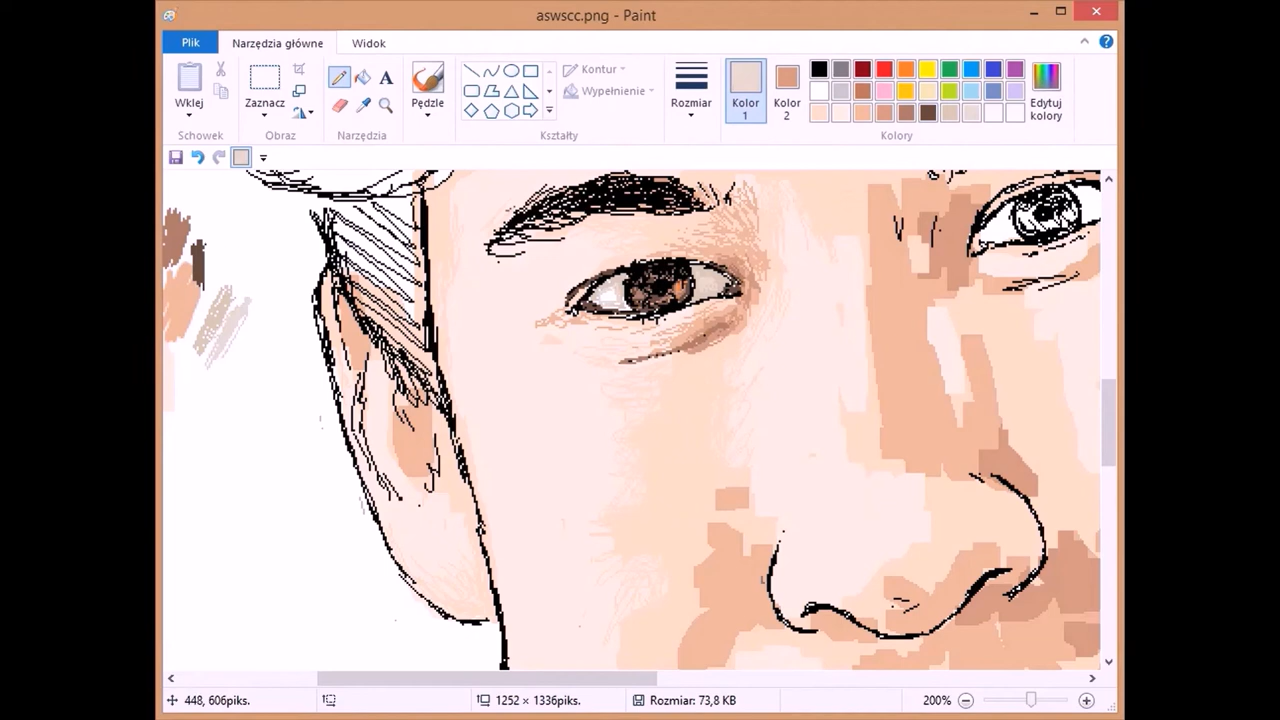 aswscc.png - Paint
Plik
Narzędzia główne
Widok
Wklej
Zaznacz
A
Pędzle
Kontur
Wypełnienie
Rozmiar
Kolor
1
Kolor
2
Edytuj
kolory
Schowek
Obraz
Narzędzia
Kształty
Kolory
448, 606piks.
1252 × 1336piks.
Rozmiar: 73,8 KB
200%